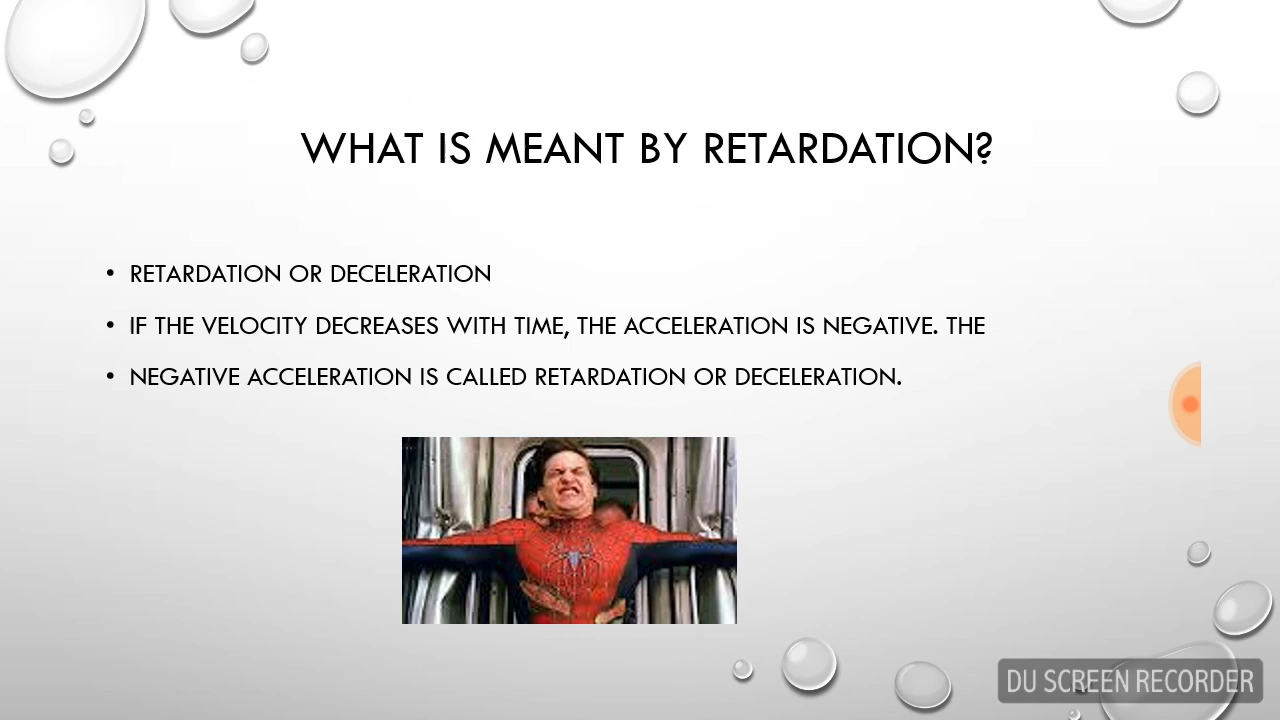 WHAT IS MEANT BY RETARDATION?
• RETARDATION OR DECELERATION
• IF THE VELOCITY DECREASES WITH TIME, THE ACCELERATION IS NEGATIVE. THE
• NEGATIVE ACCELERATION IS CALLED RETARDATION OR DECELERATION.
DU SCREEN RECORDER